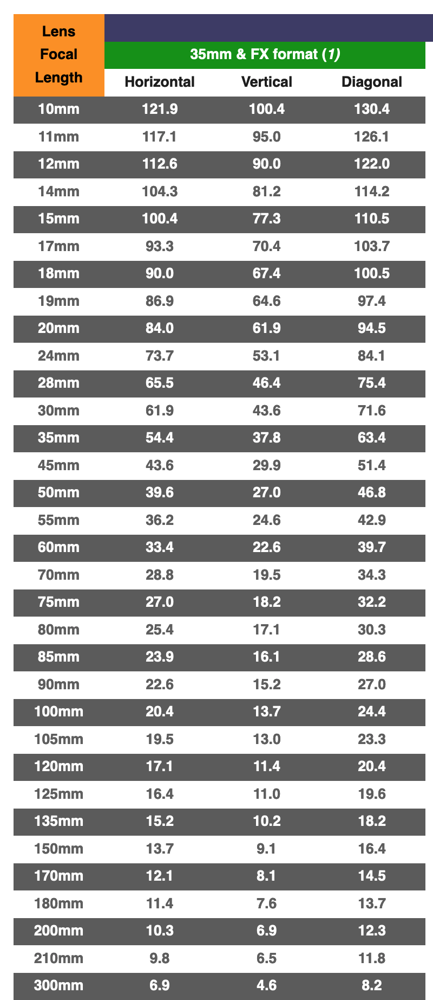 Lens
Focal
Length
35mm & FX format (1)
Horizontal Vertical Diagonal
10mm 121.9 100.4 130.4
11mm 117.1 95.0 126.1
12mm 112.6 90.0 122.0
14mm 104.3 81.2 114.2
15mm 100.4 77.3 110.5
17mm 93.3 70.4 103.7
18mm 90.0 67.4 100.5
19mm 86.9 64.6 97.4
20mm 84.0 61.9 94.5
24mm 73.7 53.1 84.1
28mm 65.5 46.4 75.4
30mm 61.9 43.6 71.6
35mm 54.4 37.8 63.4
45mm 43.6 29.9 51.4
50mm 39.6 27.0 46.8
55mm 36.2 24.6 42.9
60mm 33.4 22.6 39.7
70mm 28.8 19.5 34.3
75mm 27.0 18.2 32.2
80mm 25.4 17.1 30.3
85mm 23.9 16.1 28.6
90mm 22.6 15.2 27.0
100mm 20.4 13.7 24.4
105mm 19.5 13.0 23.3
120mm 17.1 11.4 20.4
125mm 16.4 11.0 19.6
135mm 15.2 10.2 18.2
150mm 13.7 9.1 16.4
170mm 12.1 8.1 14.5
180mm 11.4 7.6 13.7
200mm 10.3 6.9 12.3
210mm 9.8 6.5 11.8
300mm 6.9 4.6 8.2